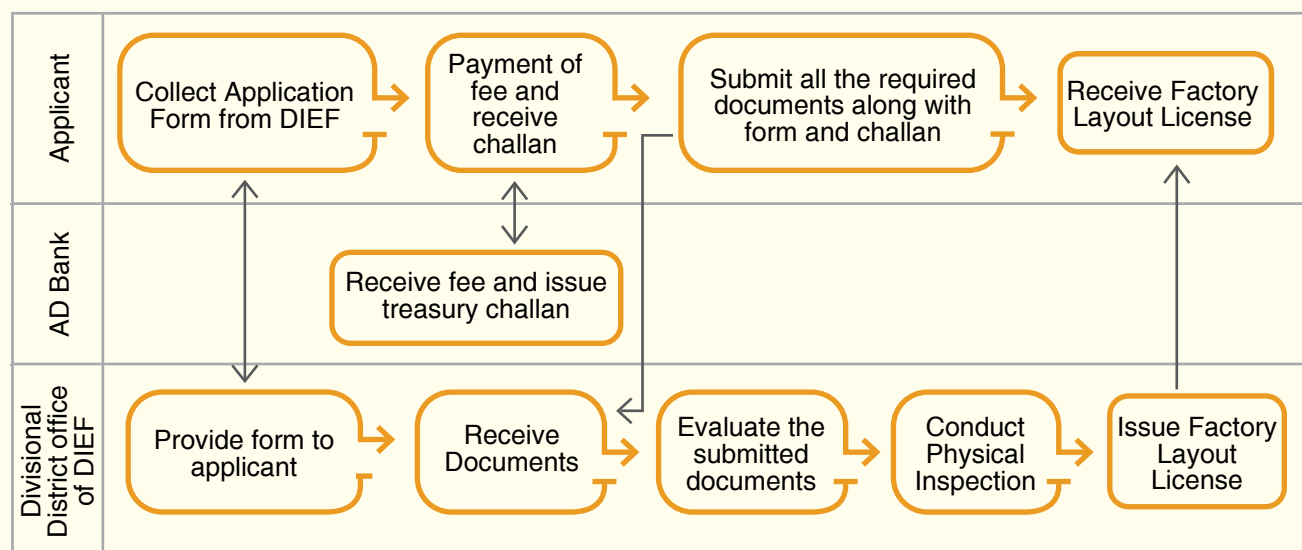 Applicant
Collect Application
Form from DIEF
Payment of
fee and
receive
challan
Submit all the required
documents along with
form and challan
Receive Factory
Layout License
AD Bank
Receive fee and issue
treasury challan
Divisional
District office
of DIEF
Provide form to
applicant
Receive
Documents
Evaluate the
submitted
documents
Conduct
Physical
Inspection
Issue Factory
Layout
License